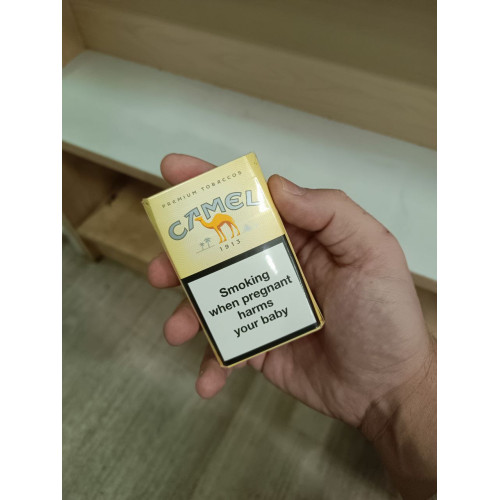 PREMIUM TOBACCOS
CAMEL
1913
Smoking
when pregnant
harms
your baby